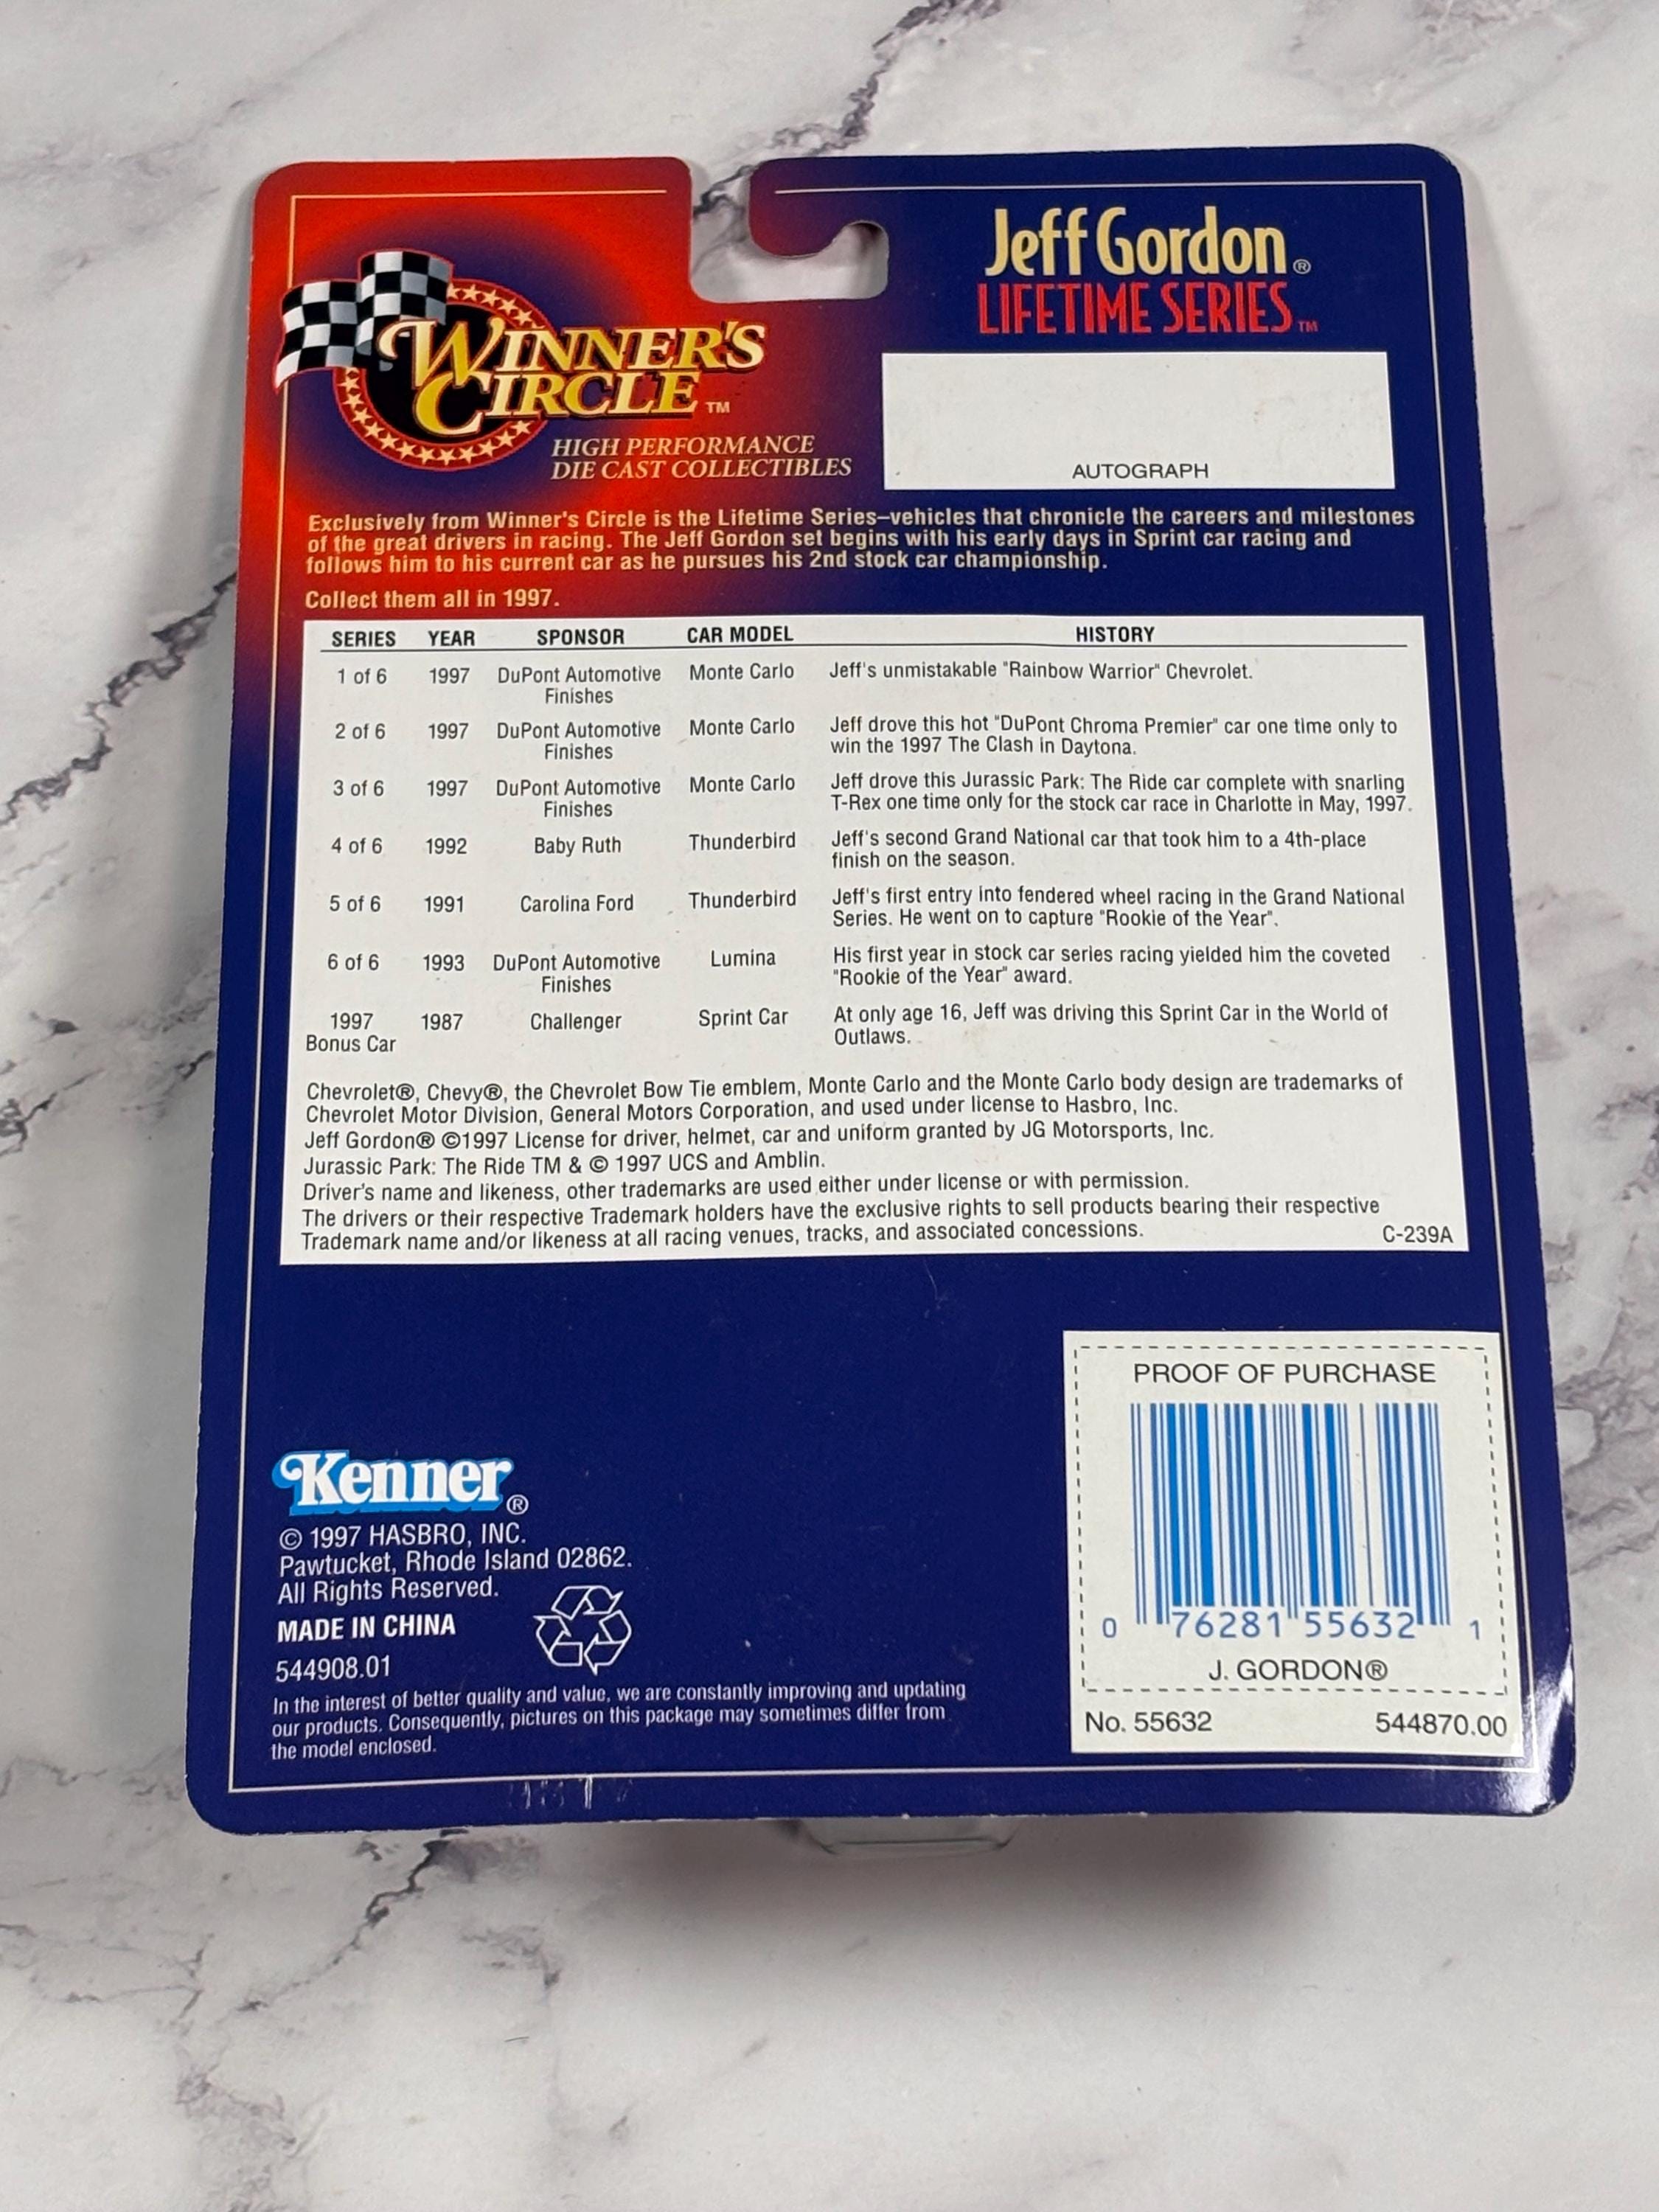 Jeff Gordon®
LIFETIME SERIES™
WINNER'S
CIRCLE™
HIGH PERFORMANCE
DIE CAST COLLECTIBLES
AUTOGRAPH
Exclusively from Winner's Circle is the Lifetime Series–vehicles that chronicle the careers and milestones
of the great drivers in racing. The Jeff Gordon set begins with his early days in Sprint car racing and
follows him to his current car as he pursues his 2nd stock car championship.
Collect them all in 1997.
SERIES YEAR SPONSOR CAR MODEL HISTORY
1 of 6 1997 DuPont Automotive Monte Carlo Jeff's unmistakable "Rainbow Warrior" Chevrolet.
Finishes
2 of 6 1997 DuPont Automotive Monte Carlo Jeff drove this hot "DuPont Chroma Premier" car one time only to
Finishes win the 1997 The Clash in Daytona.
3 of 6 1997 DuPont Automotive Monte Carlo Jeff drove this Jurassic Park: The Ride car complete with snarling
Finishes T-Rex one time only for the stock car race in Charlotte in May, 1997.
4 of 6 1992 Baby Ruth Thunderbird Jeff's second Grand National car that took him to a 4th-place
finish on the season.
5 of 6 1991 Carolina Ford Thunderbird Jeff's first entry into fendered wheel racing in the Grand National
Series. He went on to capture "Rookie of the Year".
6 of 6 1993 DuPont Automotive Lumina His first year in stock car series racing yielded him the coveted
Finishes "Rookie of the Year" award.
1997 1987 Challenger Sprint Car At only age 16, Jeff was driving this Sprint Car in the World of
Bonus Car Outlaws.
Chevrolet®, Chevy®, the Chevrolet Bow Tie emblem, Monte Carlo and the Monte Carlo body design are trademarks of
Chevrolet Motor Division, General Motors Corporation, and used under license to Hasbro, Inc.
Jeff Gordon® ©1997 License for driver, helmet, car and uniform granted by JG Motorsports, Inc.
Jurassic Park: The Ride TM & © 1997 UCS and Amblin.
Driver's name and likeness, other trademarks are used either under license or with permission.
The drivers or their respective Trademark holders have the exclusive rights to sell products bearing their respective
Trademark name and/or likeness at all racing venues, tracks, and associated concessions. C-239A
PROOF OF PURCHASE
0 76281 55632 1
J. GORDON®
No. 55632 544870.00
Kenner®
© 1997 HASBRO, INC.
Pawtucket, Rhode Island 02862.
All Rights Reserved.
MADE IN CHINA
544908.01
In the interest of better quality and value, we are constantly improving and updating
our products. Consequently, pictures on this package may sometimes differ from
the model enclosed.